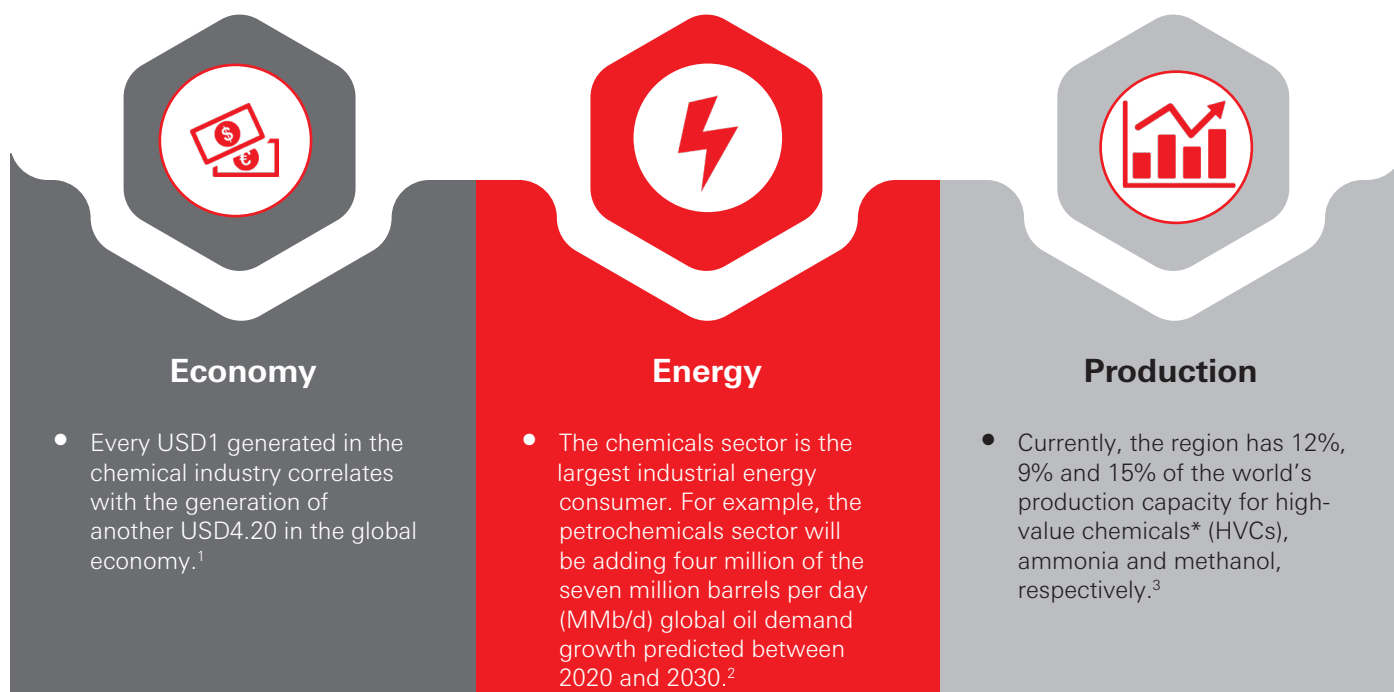 $
€
Economy
• Every USD1 generated in the
chemical industry correlates
with the generation of
another USD4.20 in the global
economy.¹
Energy
• The chemicals sector is the
largest industrial energy
consumer. For example, the
petrochemicals sector will
be adding four million of the
seven million barrels per day
(MMb/d) global oil demand
growth predicted between
2020 and 2030.²
Production
• Currently, the region has 12%,
9% and 15% of the world’s
production capacity for high-
value chemicals* (HVCs),
ammonia and methanol,
respectively.³